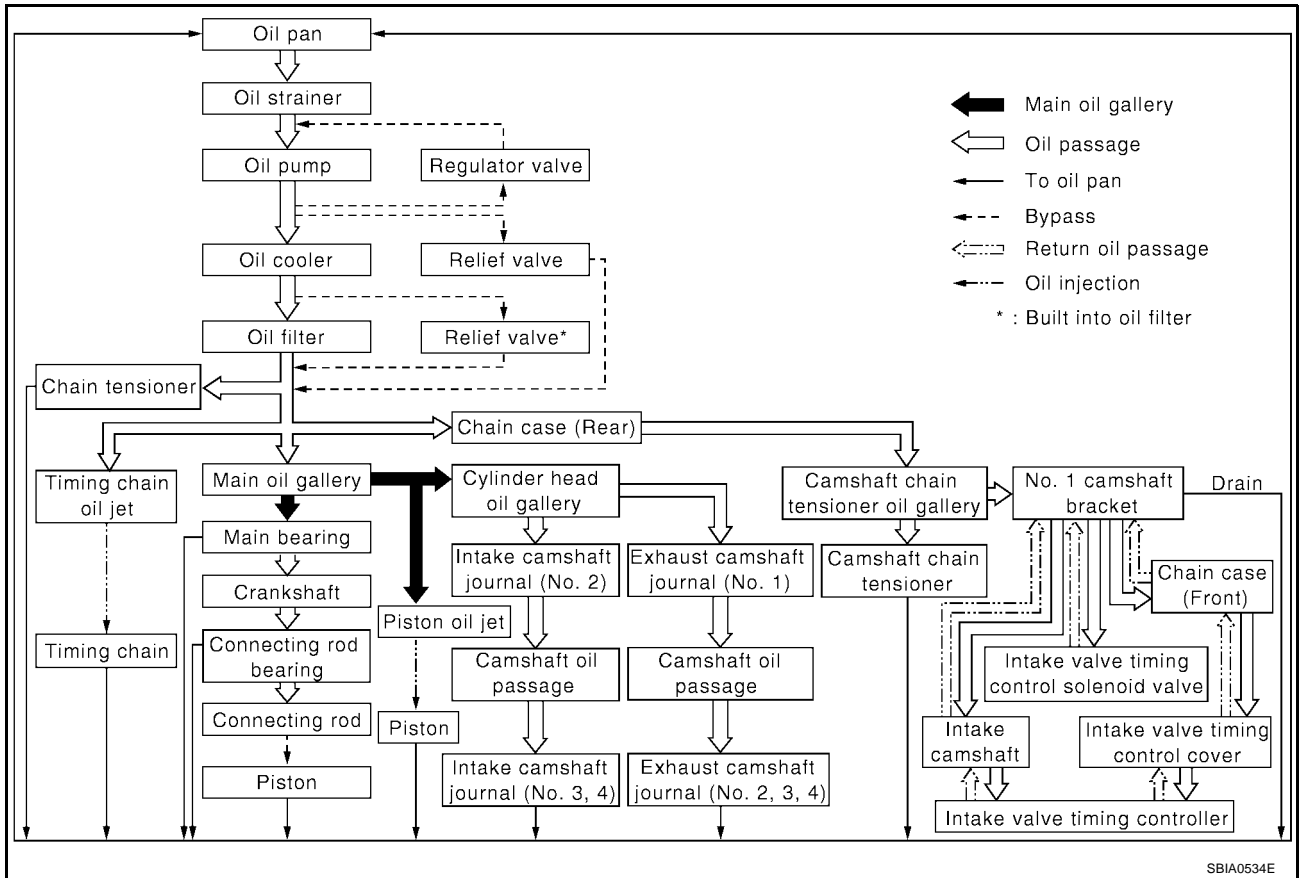 Oil pan
Oil strainer
Oil pump
Regulator valve
Oil cooler
Relief valve
Oil filter
Relief valve*
Main oil gallery
Oil passage
To oil pan
Bypass
Return oil passage
Oil injection
* : Built into oil filter
Chain tensioner
Chain case (Rear)
Timing chain
oil jet
Main oil gallery
Cylinder head
oil gallery
Camshaft chain
tensioner oil gallery
No. 1 camshaft
bracket
Drain
Main bearing
Intake camshaft
journal (No. 2)
Exhaust camshaft
journal (No. 1)
Camshaft chain
tensioner
Chain case
(Front)
Crankshaft
Piston oil jet
Timing chain
Connecting rod
bearing
Camshaft oil
passage
Camshaft oil
passage
Intake valve timing
control solenoid valve
Connecting rod
Piston
Intake
camshaft
Intake valve timing
control cover
Piston
Intake camshaft
journal (No. 3, 4)
Exhaust camshaft
journal (No. 2, 3, 4)
Intake valve timing controller
SBIA0534E